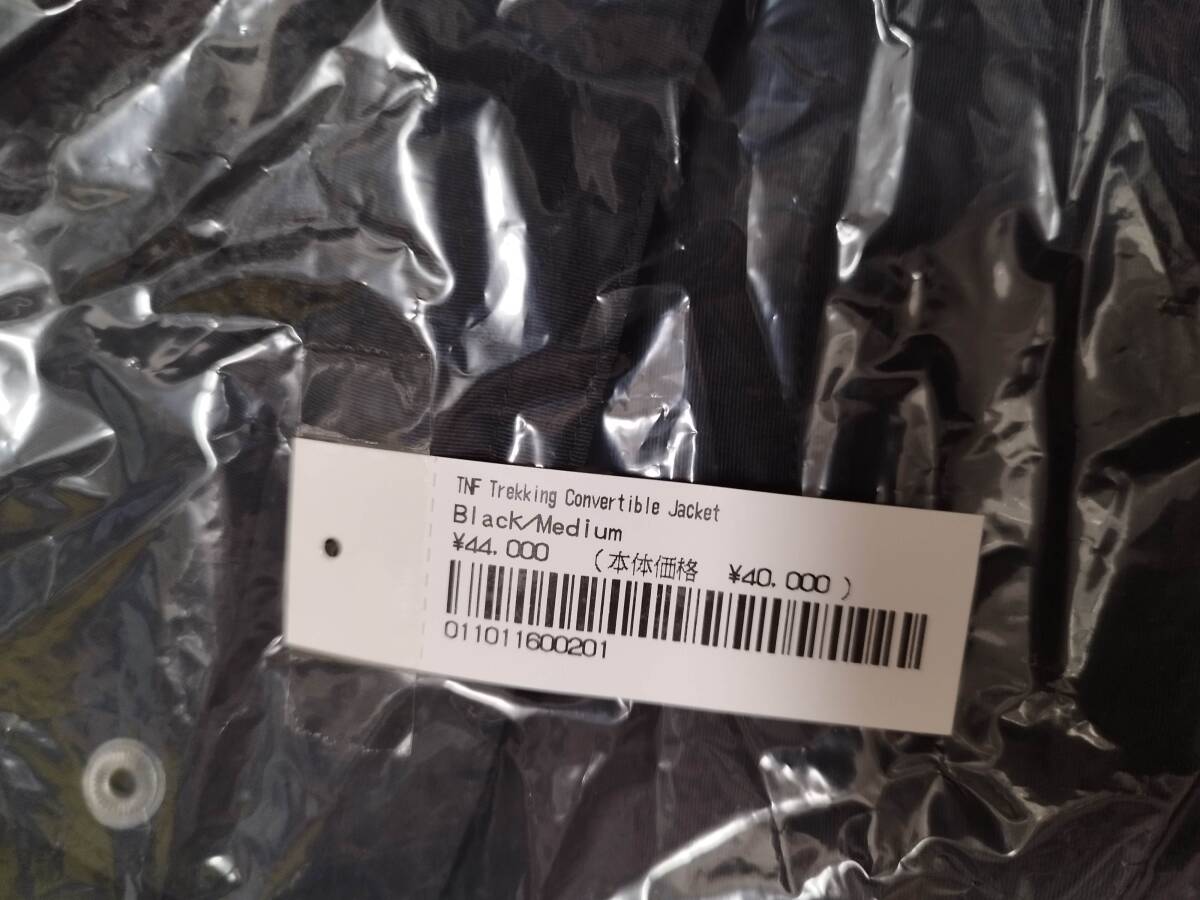 TNF Trekking Convertible Jacket
Black/Medium
¥44.000 (本体価格 ¥40.000)
011011600201